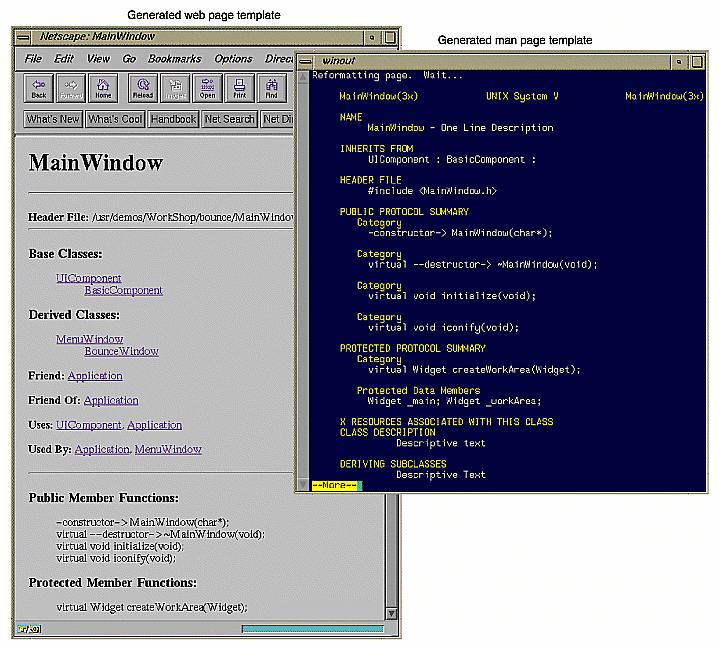 Generated web page template
Netscape: MainWindow
File Edit View Go Bookmarks Options Direc
Back Forward Home Reload Images Open Print Find
What's New What's Cool Handbook Net Search Net Di
MainWindow
Header File: /usr/demos/WorkShop/bounce/MainWindow
Base Classes:
UIComponent
BasicComponent
Derived Classes:
MenuWindow
BounceWindow
Friend: Application
Friend Of: Application
Uses: UIComponent, Application
Used By: Application, MenuWindow
Public Member Functions:
-constructor-> MainWindow(char*);
virtual --destructor->~MainWindow(void);
virtual void initialize(void);
virtual void iconify(void);
Protected Member Functions:
virtual Widget createWorkArea(Widget);
Generated man page template
winout
Reformatting page. Wait...
MainWindow(3x) UNIX System V MainWindow(3x)
NAME
MainWindow - One Line Description
INHERITS FROM
UIComponent : BasicComponent :
HEADER FILE
#include <MainWindow.h>
PUBLIC PROTOCOL SUMMARY
Category
-constructor-> MainWindow(char*);
Category
virtual --destructor-> ~MainWindow(void);
Category
virtual void initialize(void);
Category
virtual void iconify(void);
PROTECTED PROTOCOL SUMMARY
Category
virtual Widget createWorkArea(Widget);
Protected Data Members
Widget _main; Widget _workArea;
X RESOURCES ASSOCIATED WITH THIS CLASS
CLASS DESCRIPTION
Descriptive text
DERIVING SUBCLASSES
Descriptive Text
--More--